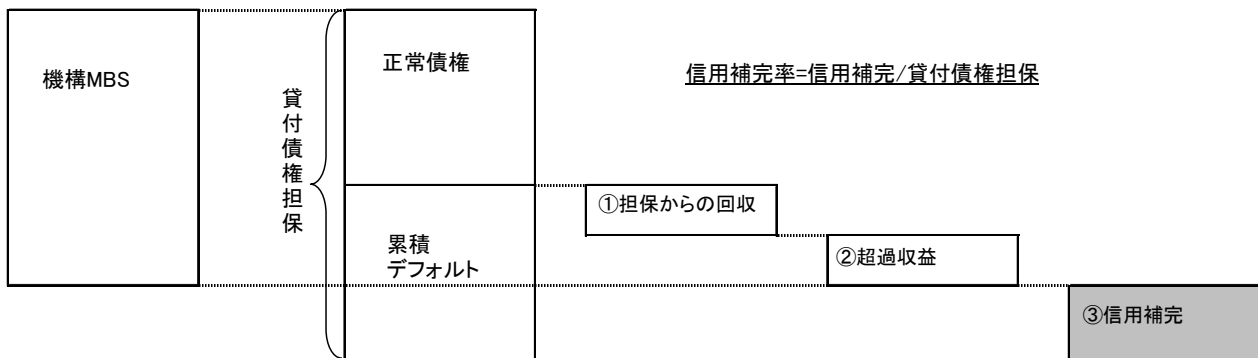 機構MBS
貸付債権担保
正常債権
信用補完率=信用補完/貸付債権担保
①担保からの回収
累積
デフォルト
②超過収益
③信用補完